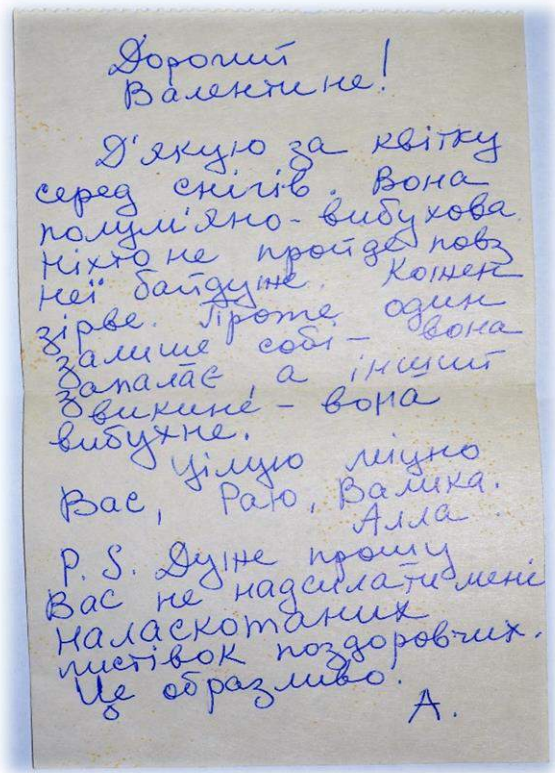 Дорогий
Валентине!
Д'якую за квітку
серед снігів. Вона
полум'яно-вибухова.
Ніхто не пройде повз
неї байдуже. Кожен
зірве. Проте один
залише собі – вона
запалає, а інший
викине – вона
вибухне.
Цілую міцно
Вас, Раю, Валика.
Алла.
P.S. Дуже прошу
Вас не надсилати мені
наласкотаних
листівок поздоровчих.
Це образливо.
А.